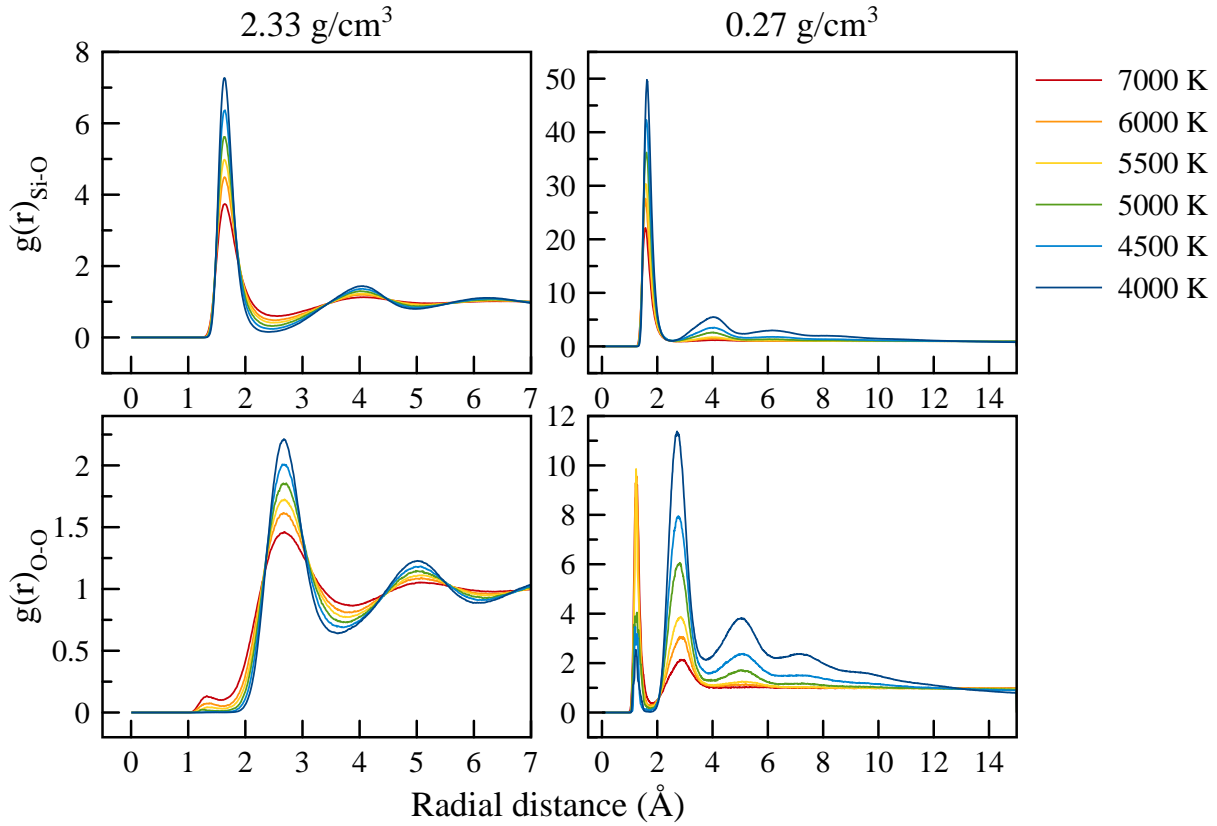 2.33 g/cm³ 0.27 g/cm³
g(r)Si-O
8
6
4
2
0
0 1 2 3 4 5 6 7
50
40
30
20
10
0
0 2 4 6 8 10 12 14
7000 K
6000 K
5500 K
5000 K
4500 K
4000 K
g(r)O-O
2
1.5
1
0.5
0
0 1 2 3 4 5 6 7
12
10
8
6
4
2
0
0 2 4 6 8 10 12 14
Radial distance (Å)